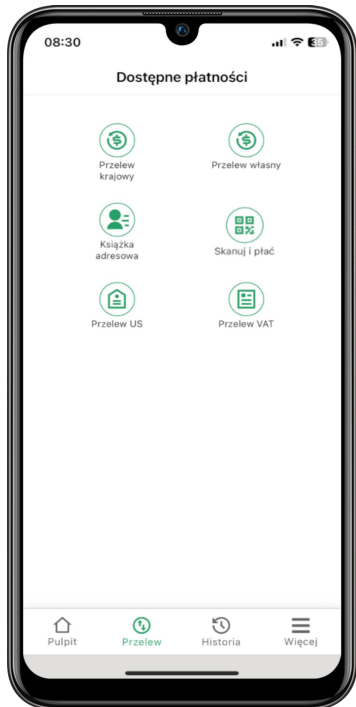 08:30
35
Dostępne płatności
Przelew
krajowy
Przelew własny
Książka
adresowa
Skanuj i płać
Przelew US
Przelew VAT
Pulpit
Przelew
Historia
Więcej